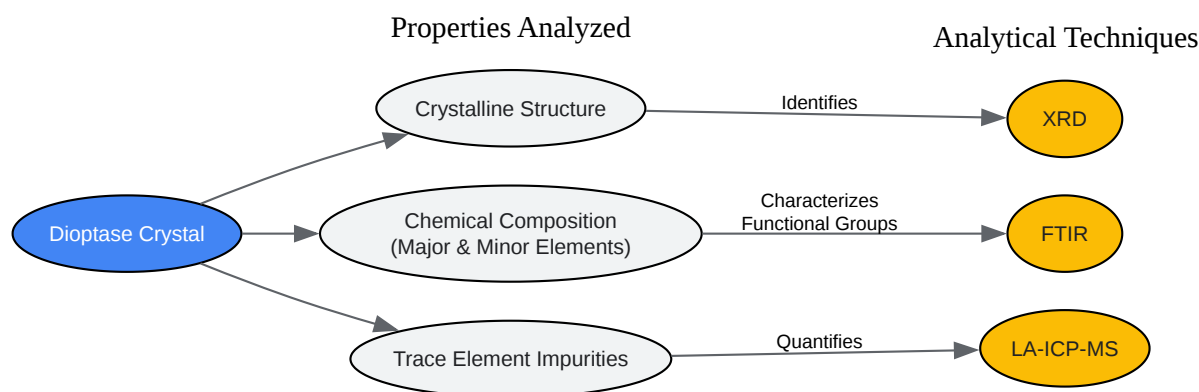 Properties Analyzed
Analytical Techniques
Crystalline Structure
Identifies
XRD
Dioptase Crystal
Chemical Composition
(Major & Minor Elements)
Characterizes
Functional Groups
FTIR
Trace Element Impurities
Quantifies
LA-ICP-MS